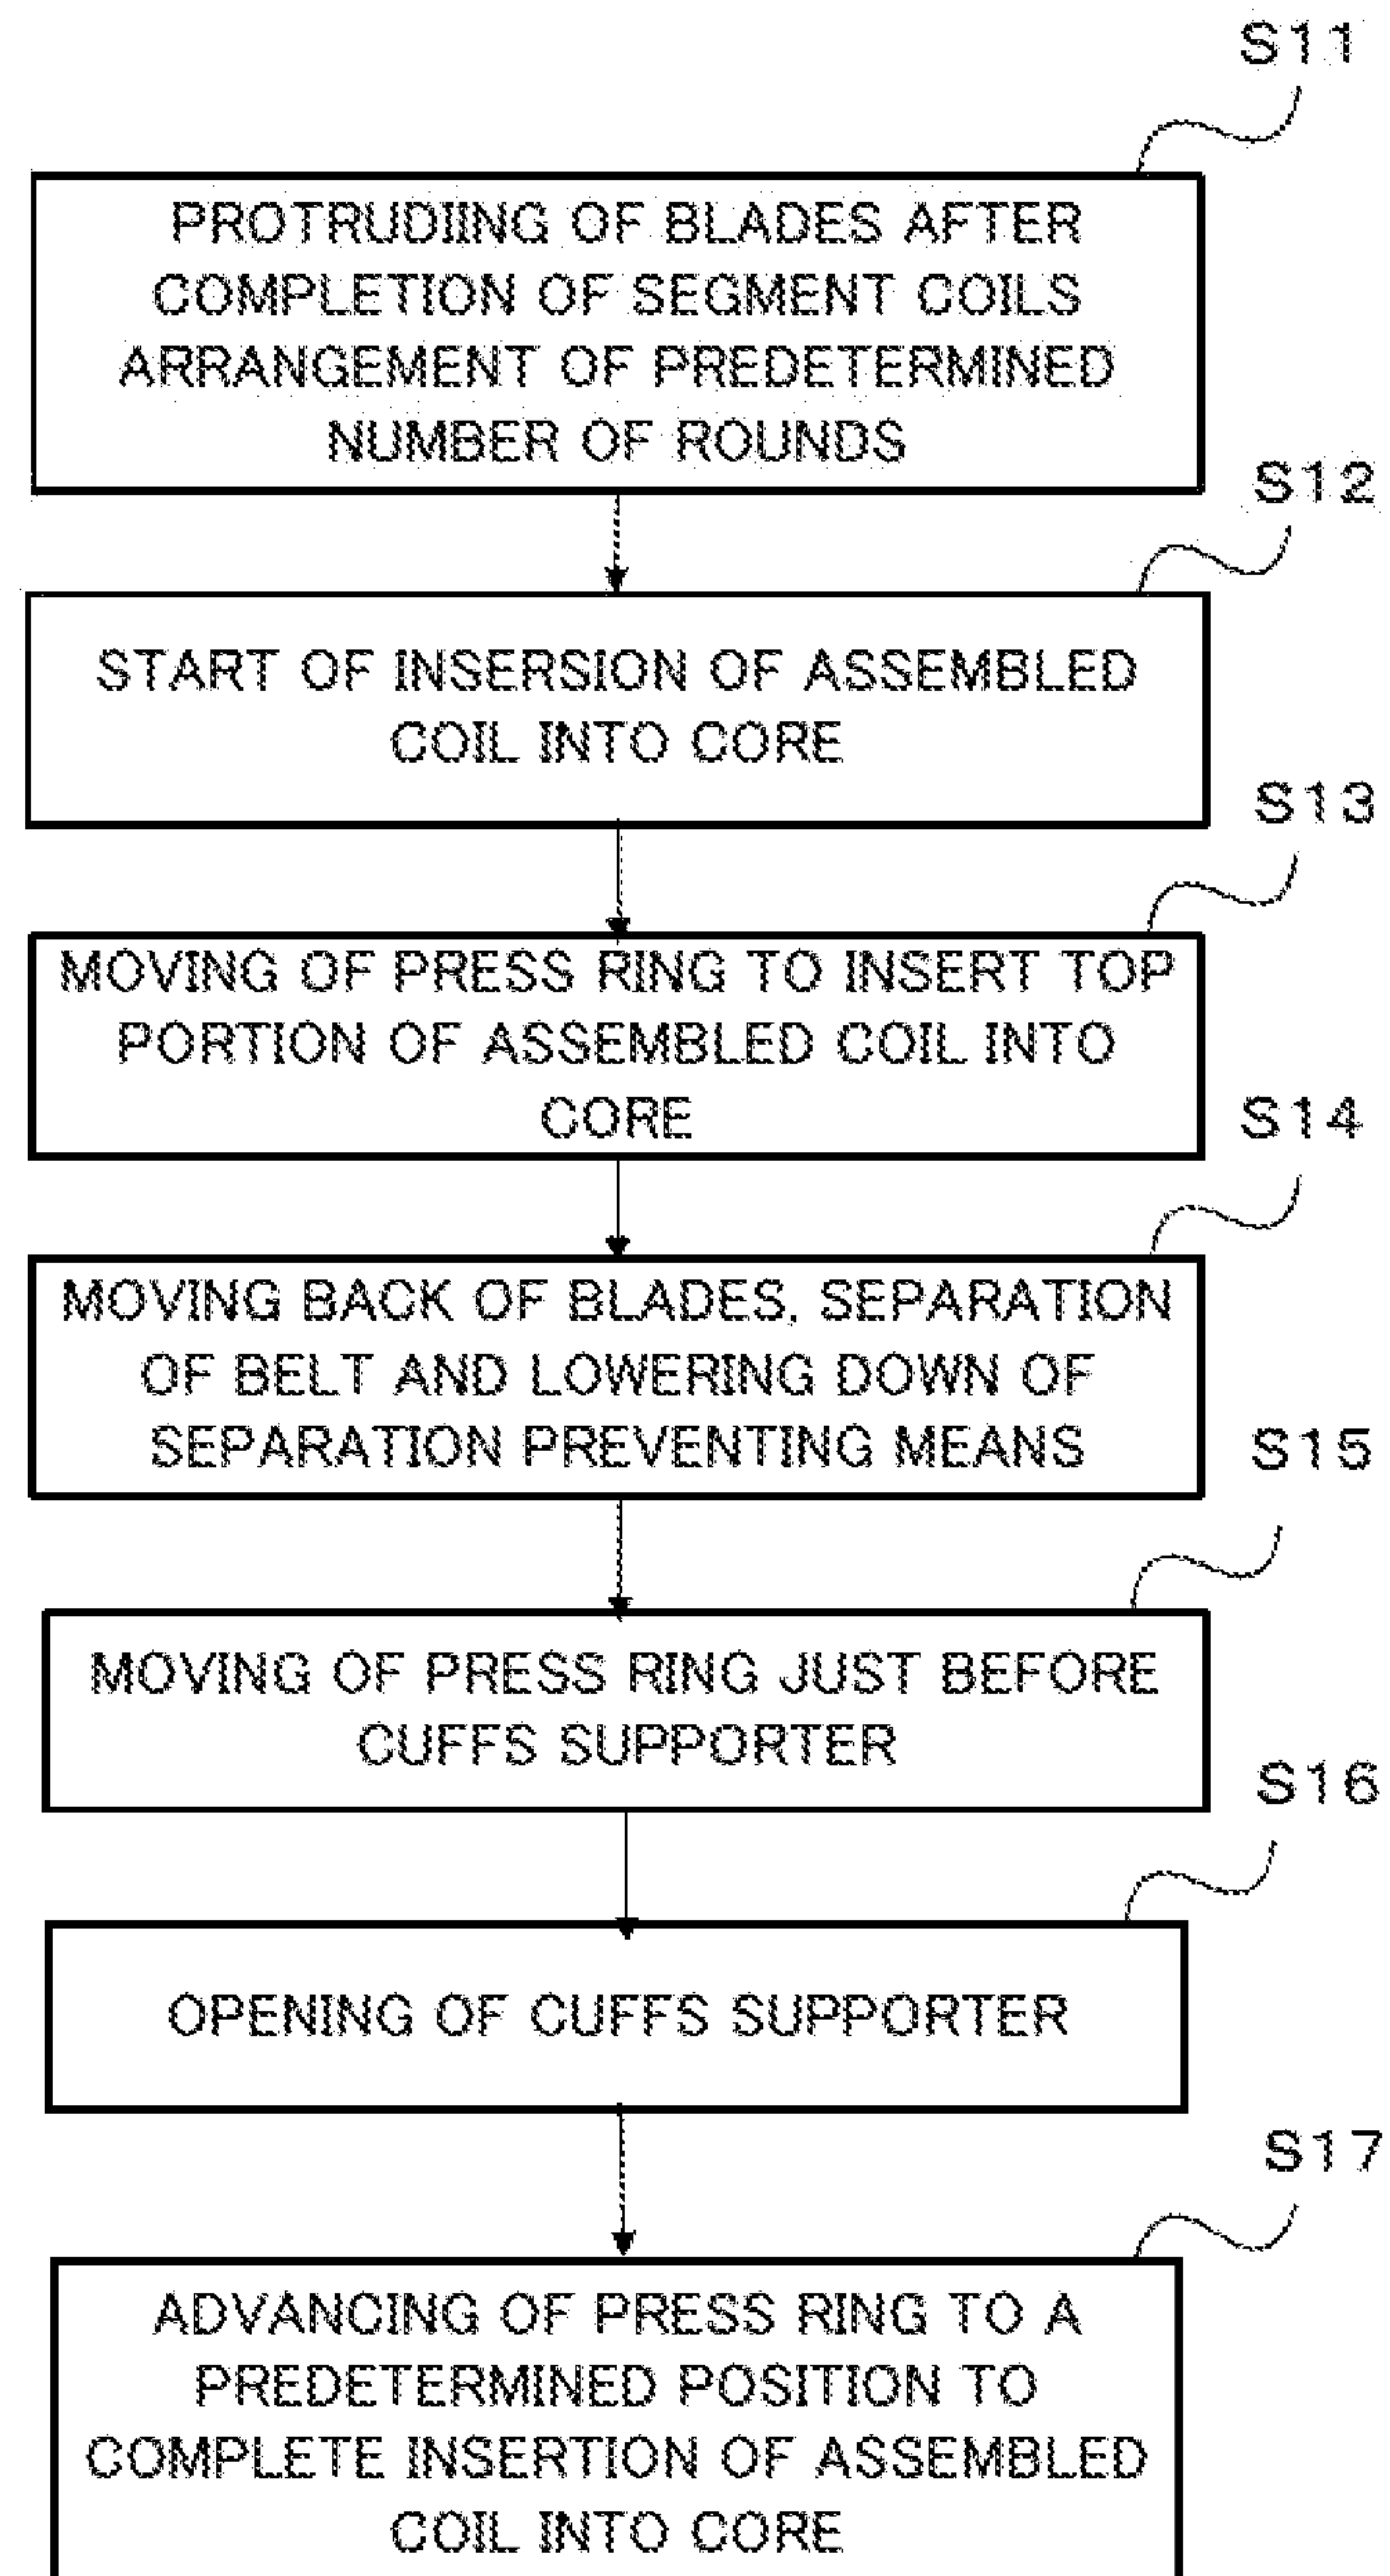 S11
PROTRUDIING OF BLADES AFTER
COMPLETION OF SEGMENT COILS
ARRANGEMENT OF PREDETERMINED
NUMBER OF ROUNDS
S12
START OF INSERSION OF ASSEMBLED
COIL INTO CORE
S13
MOVING OF PRESS RING TO INSERT TOP
PORTION OF ASSEMBLED COIL INTO
CORE
S14
MOVING BACK OF BLADES, SEPARATION
OF BELT AND LOWERING DOWN OF
SEPARATION PREVENTING MEANS
S15
MOVING OF PRESS RING JUST BEFORE
CUFFS SUPPORTER
S16
OPENING OF CUFFS SUPPORTER
S17
ADVANCING OF PRESS RING TO A
PREDETERMINED POSITION TO
COMPLETE INSERTION OF ASSEMBLED
COIL INTO CORE